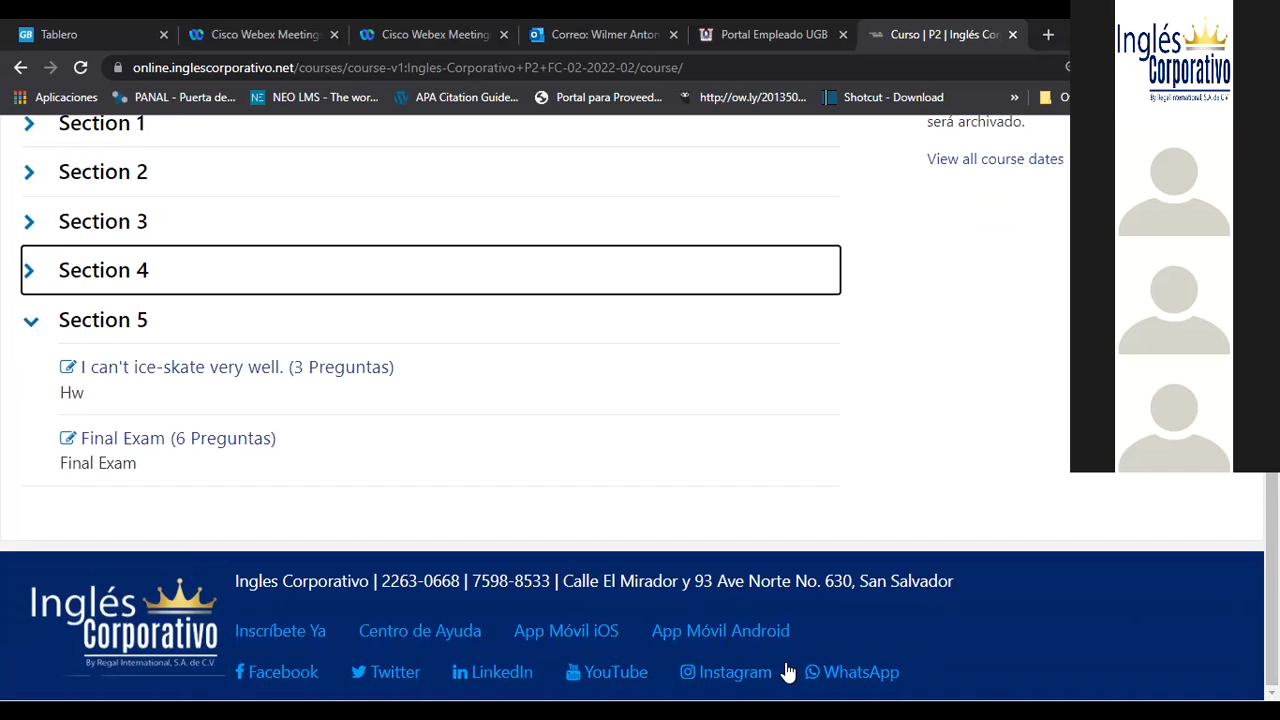 GB Tablero
Cisco Webex Meeting
Cisco Webex Meeting
Correo: Wilmer Anton
Portal Empleado UGB
Curso | P2 | Inglés Cor
online.inglescorporativo.net/courses/course-v1:Ingles-Corporativo+P2+FC-02-2022-02/course/
Aplicaciones
PANAL - Puerta de...
NE NEO LMS - The wor...
APA Citation
Portal para Proveed...
http://ow.ly/201350...
Shotcut - Download
»
Inglés
Corporativo
By Regal International, S.A. de C.V.
Section 1
será archivado.
View all course dates
Section 2
Section 3
Section 4
Section 5
I can't ice-skate very well. (3 Preguntas)
Hw
Final Exam (6 Preguntas)
Final Exam
Inglés
Corporativo
By Regal International, S.A. de C.V
Ingles Corporativo | 2263-0668 | 7598-8533 | Calle El Mirador y 93 Ave Norte No. 630, San Salvador
Inscríbete Ya
Centro de Ayuda
App Móvil iOS
App Móvil Android
Facebook
Twitter
LinkedIn
YouTube
Instagram
WhatsApp